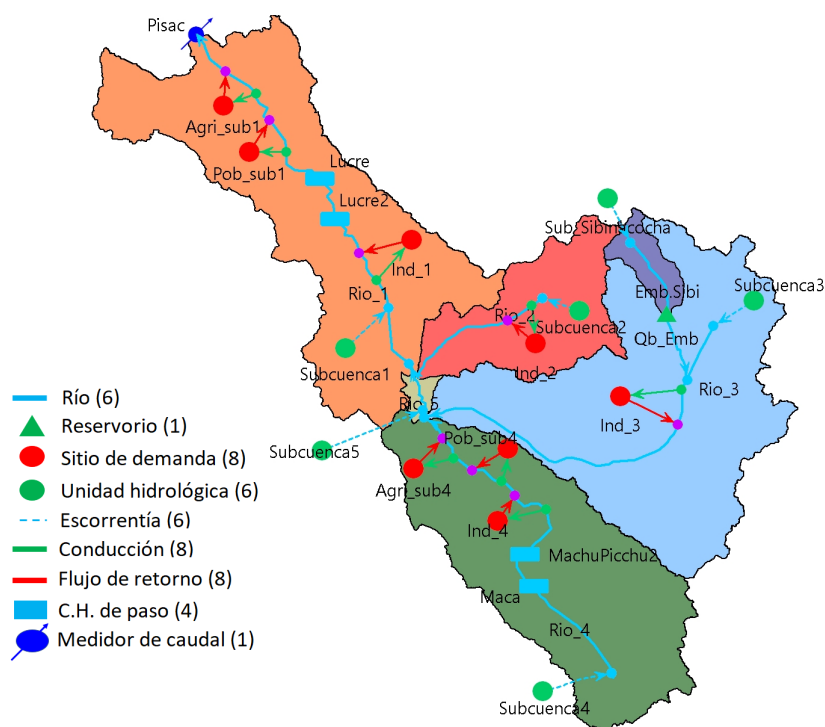 Pisac
Agri_sub1
Pob_sub1
Lucre
Lucre2
Ind_1
Rio_1
Subcuenca1
Sub_Sibinacocha
Emb.Sibi
Subcuenca3
Rio_2
Subcuenca2
Qb_Emb
Ind_2
Rio_3
Rio_5
Ind_3
Subcuenca5
Pob_sub4
Agri_sub4
Ind_4
MachuPicchu2
Maca
Rio_4
Subcuenca4
Río (6)
Reservorio (1)
Sitio de demanda (8)
Unidad hidrológica (6)
Escorrentía (6)
Conducción (8)
Flujo de retorno (8)
C.H. de paso (4)
Medidor de caudal (1)